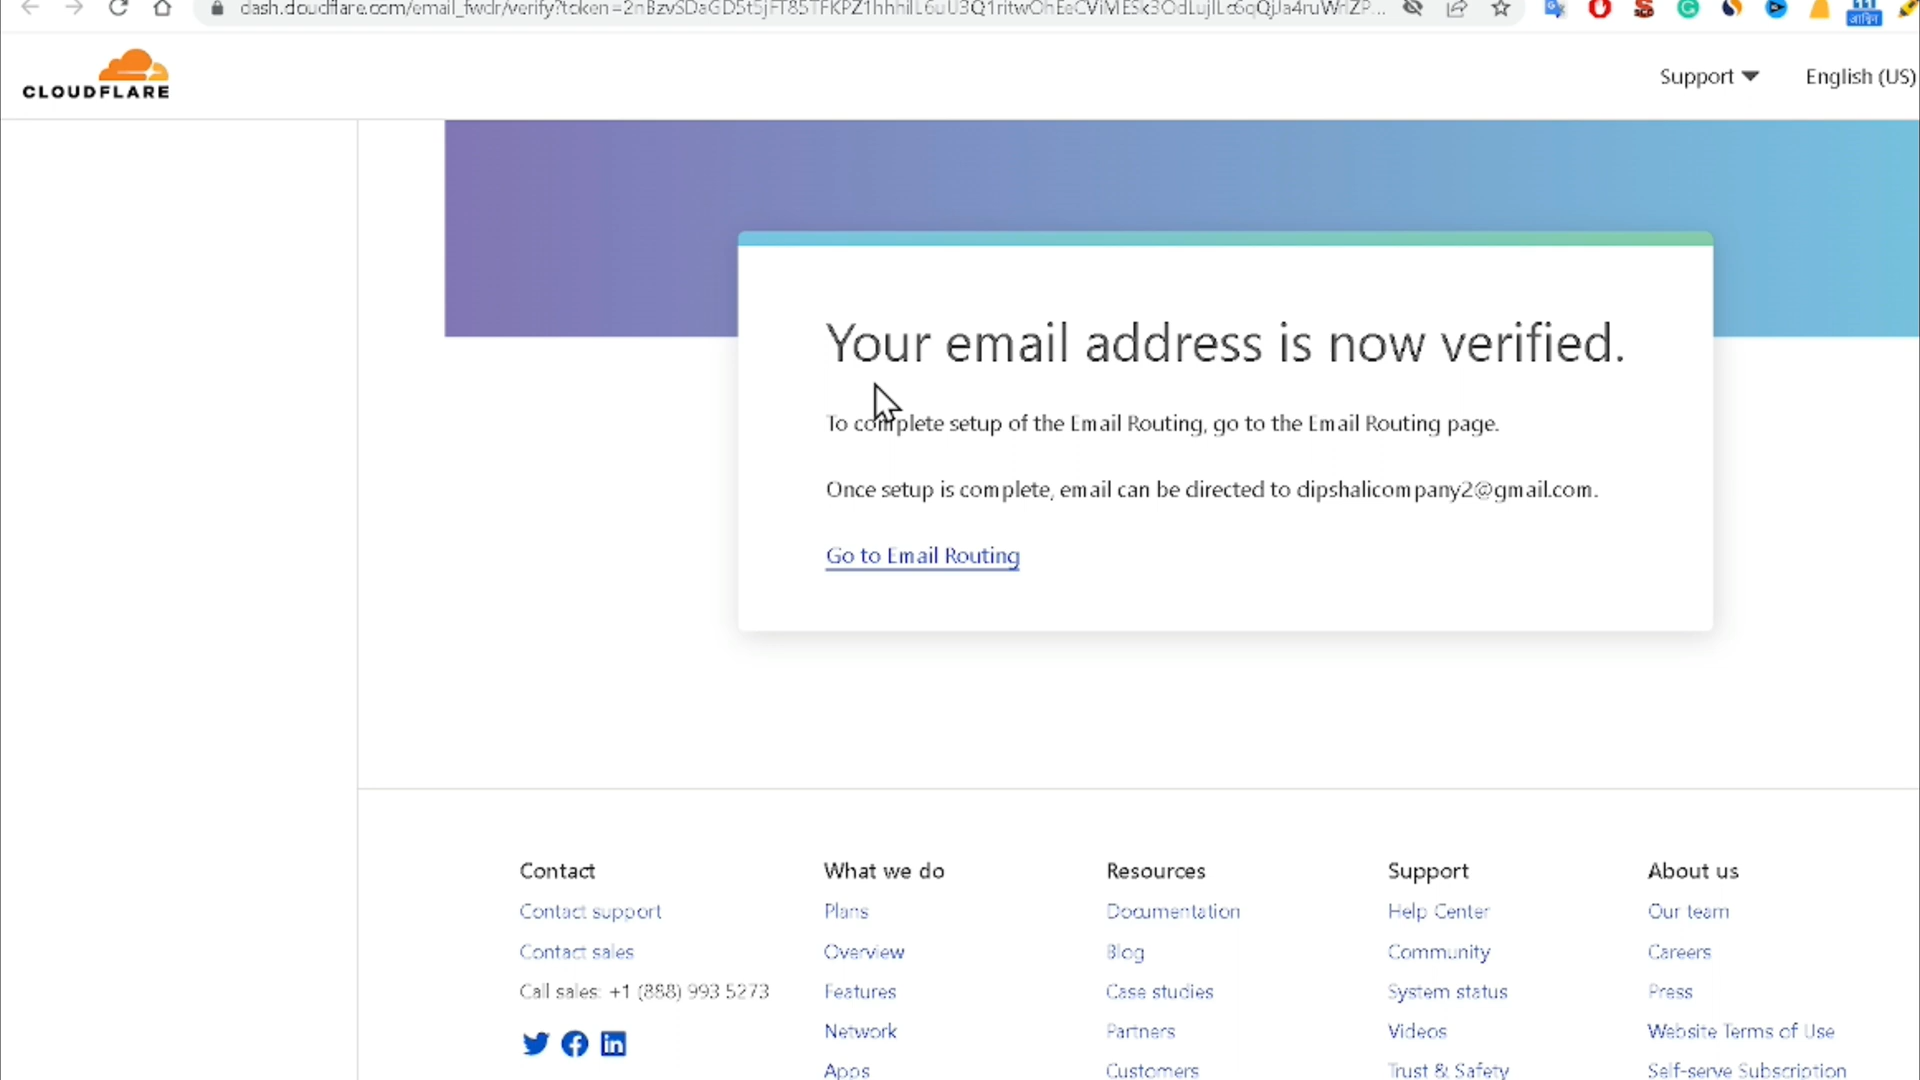 CLOUDFLARE
Support
English (US)
Your email address is now verified.
To complete setup of the Email Routing, go to the Email Routing page.
Once setup is complete, email can be directed to dipshalicompany2@gmail.com.
Go to Email Routing
Contact
Contact support
Contact sales
Call sales: +1 (888) 993 5273
What we do
Plans
Overview
Features
Network
Apps
Resources
Documentation
Blog
Case studies
Partners
Customers
Support
Help Center
Community
System status
Videos
Trust & Safety
About us
Our team
Careers
Press
Website Terms of Use
Self-serve Subscription